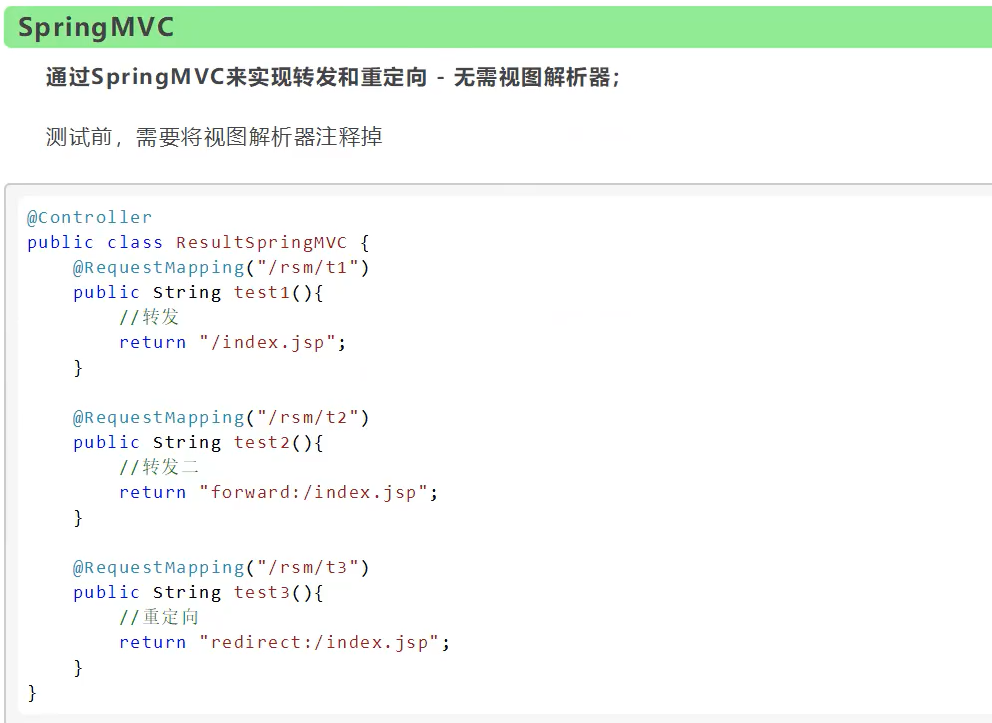 SpringMVC
通过SpringMVC来实现转发和重定向 - 无需视图解析器；
测试前，需要将视图解析器注释掉
@Controller
public class ResultSpringMVC {
    @RequestMapping("/rsm/t1")
    public String test1(){
        //转发
        return "/index.jsp";
    }
    @RequestMapping("/rsm/t2")
    public String test2(){
        //转发二
        return "forward:/index.jsp";
    }
    @RequestMapping("/rsm/t3")
    public String test3(){
        //重定向
        return "redirect:/index.jsp";
    }
}